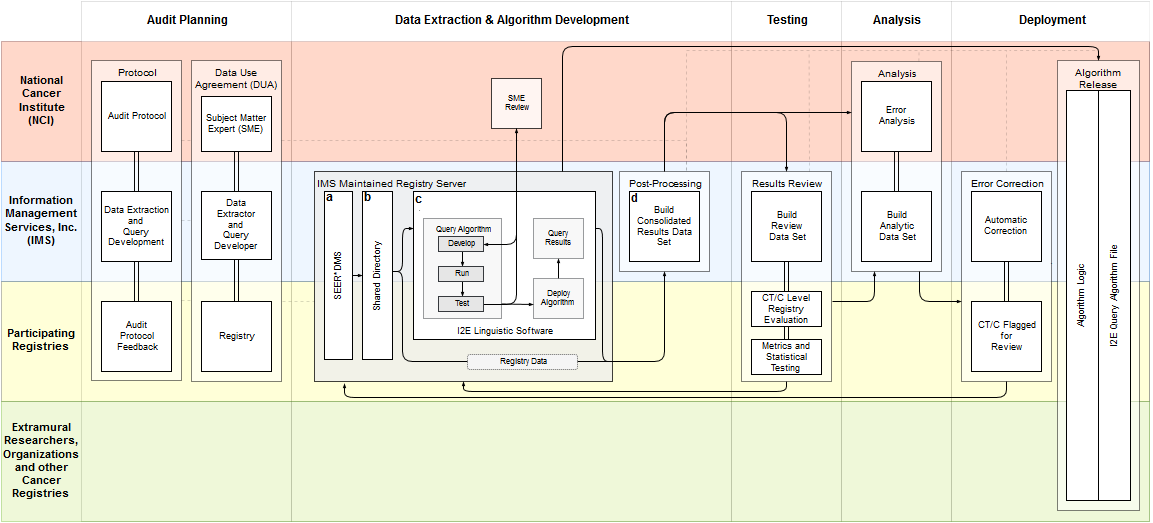 Audit Planning
Data Extraction & Algorithm Development
Testing
Analysis
Deployment
National
Cancer
Institute
(NCI)
Protocol
Audit Protocol
Data Use
Agreement (DUA)
Subject Matter
Expert (SME)
SME
Review
Analysis
Error
Analysis
Algorithm
Release
Information
Management
Services, Inc.
(IMS)
Data Extraction
and
Query
Development
Data
Extractor
and
Query
Developer
IMS Maintained Registry Server
a
SEER*DMS
b
Shared Directory
c
Query Algorithm
Develop
Run
Test
Query
Results
Deploy
Algorithm
I2E Linguistic Software
Registry Data
Post-Processing
d
Build
Consolidated
Results Data
Set
Results Review
Build
Review
Data Set
Build
Analytic
Data Set
Error Correction
Automatic
Correction
Algorithm Logic
I2E Query Algorithm File
Participating
Registries
Audit
Protocol
Feedback
Registry
CT/C Level
Registry
Evaluation
Metrics and
Statistical
Testing
CT/C Flagged
for
Review
Extramural
Researchers,
Organizations
and other
Cancer
Registries